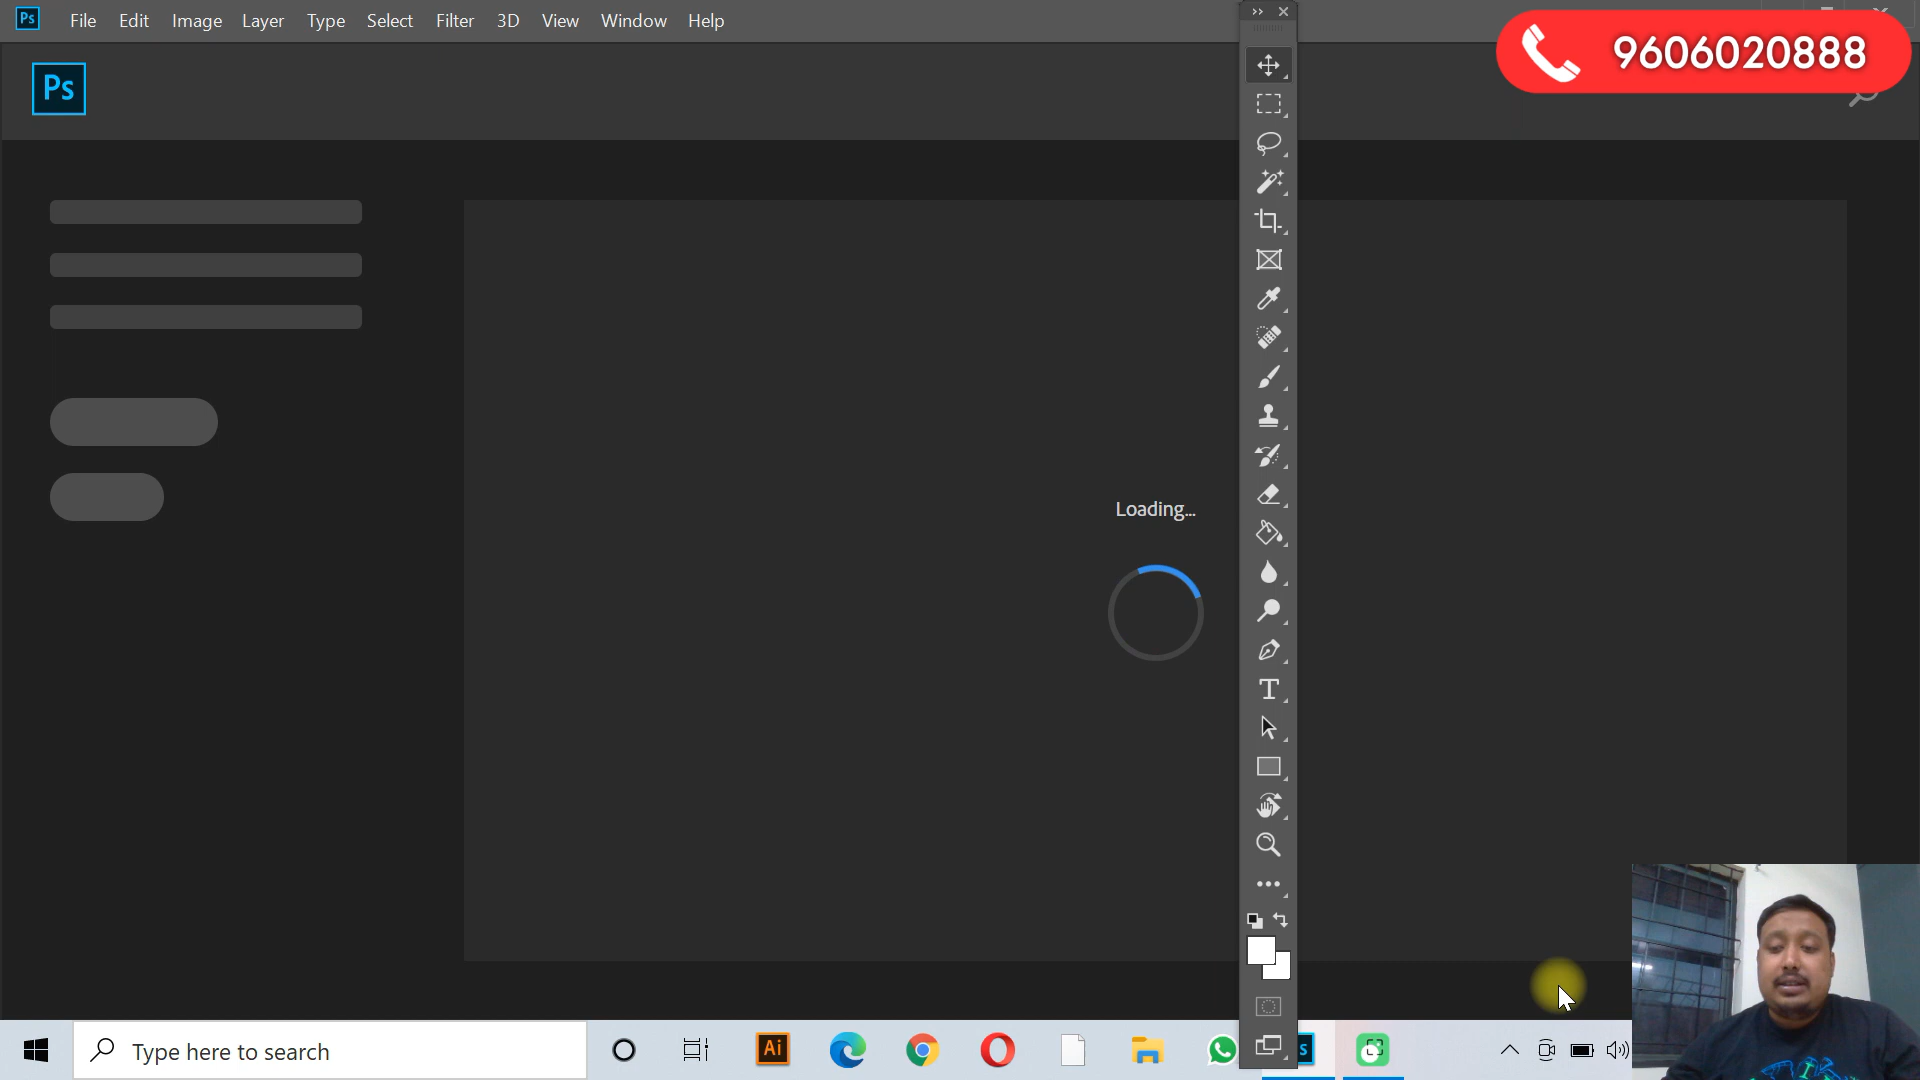 Ps File Edit Image Layer Type Select Filter 3D View Window Help
9606020888
Ps
Loading...
Type here to search
Ai